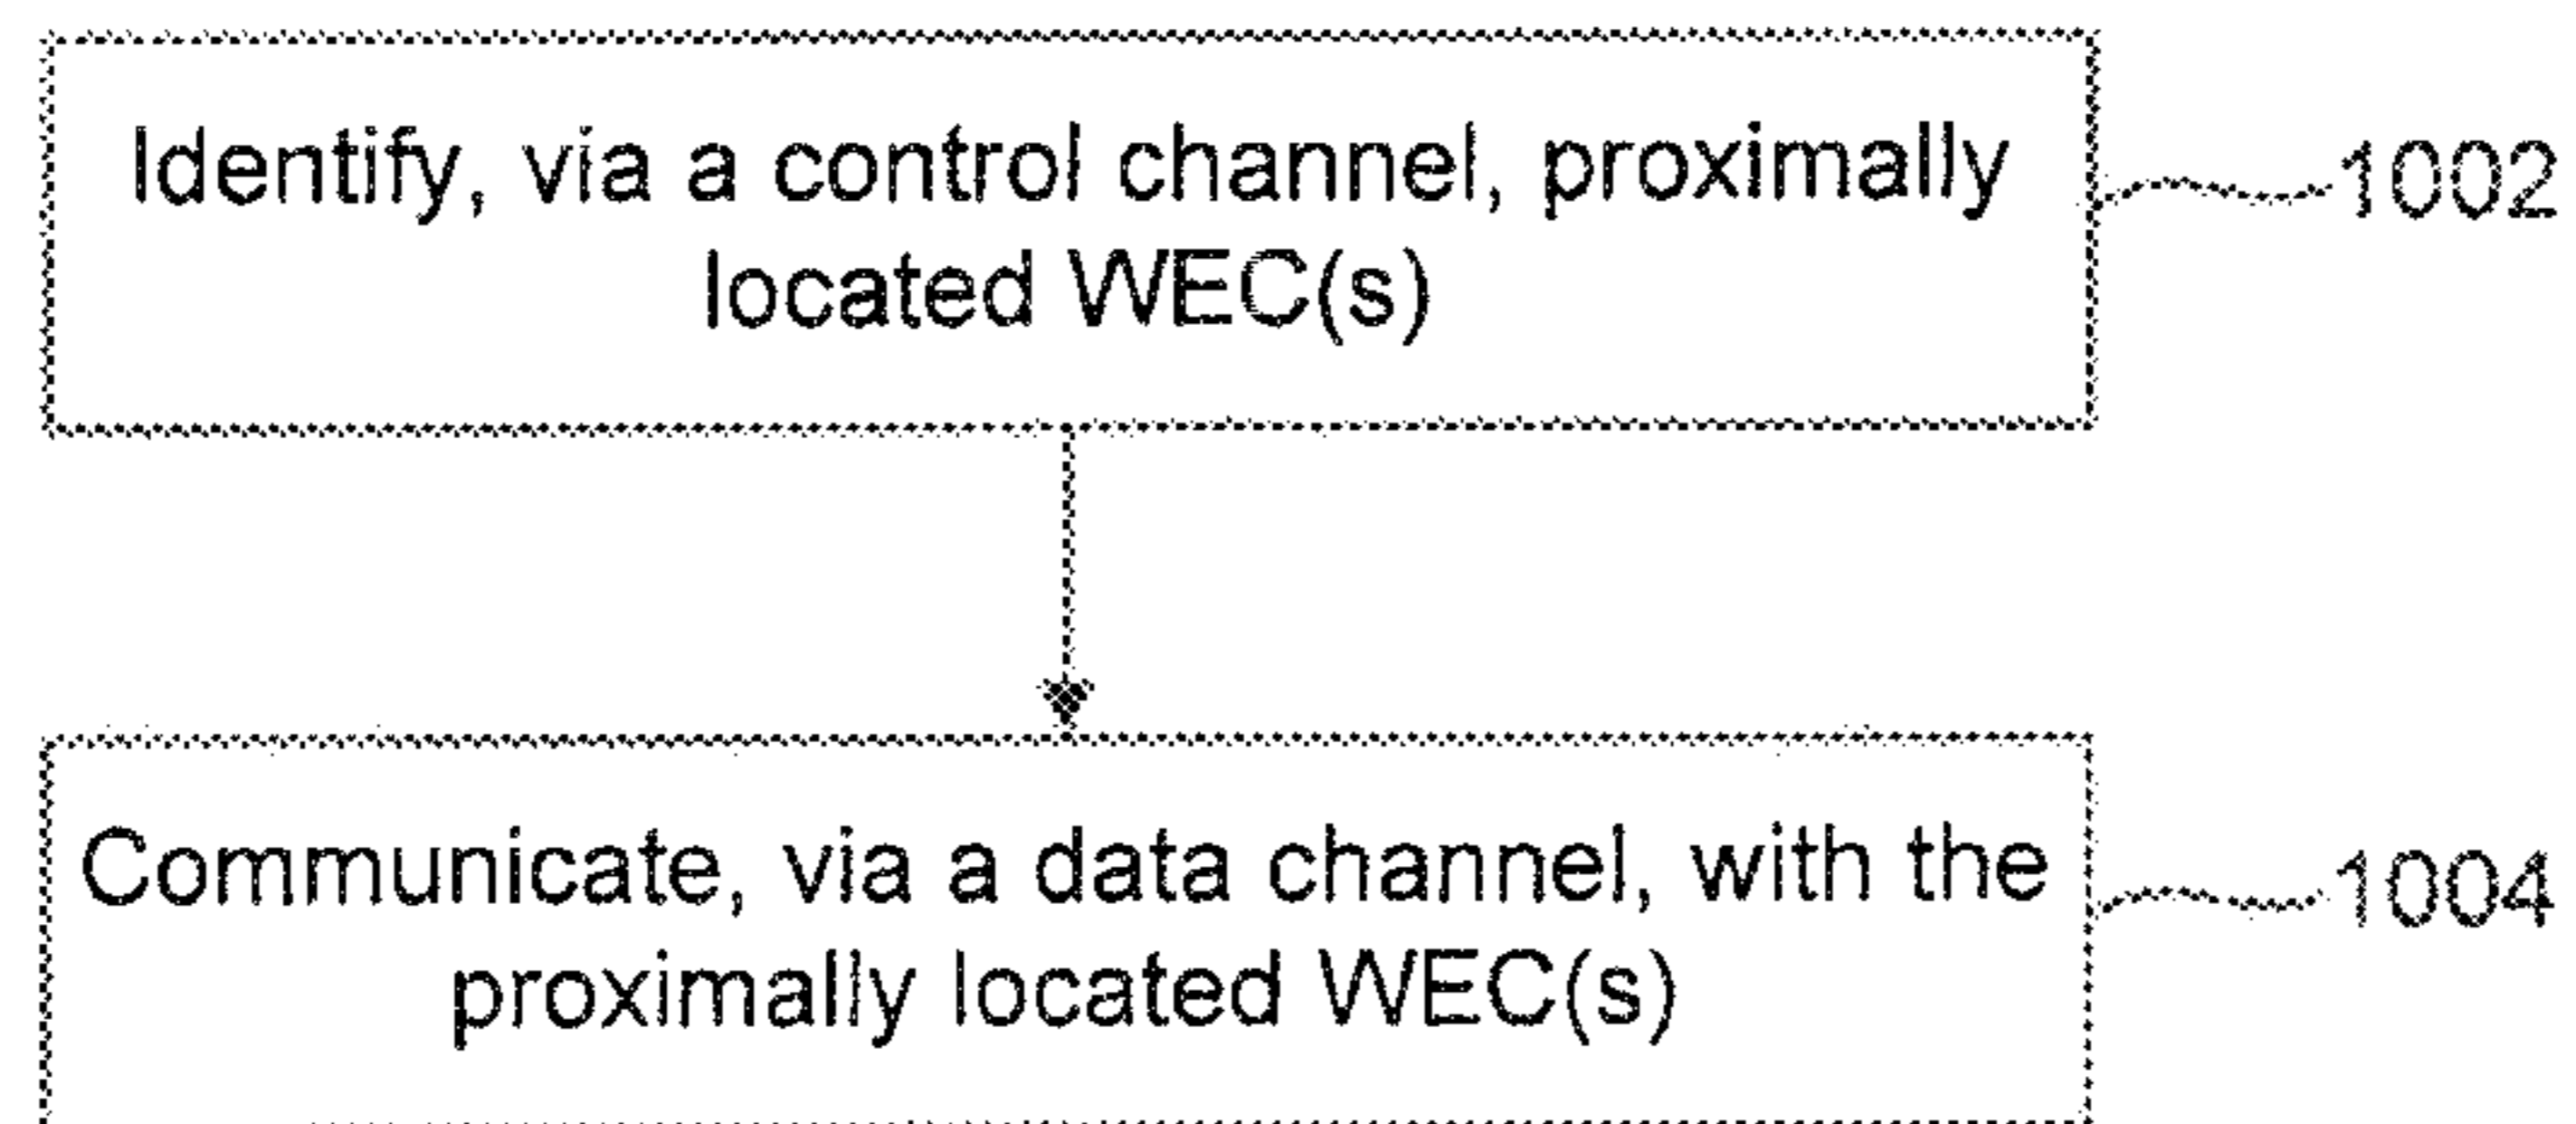 Identify, via a control channel, proximally
located WEC(s)
1002
Communicate, via a data channel, with the
proximally located WEC(s)
1004